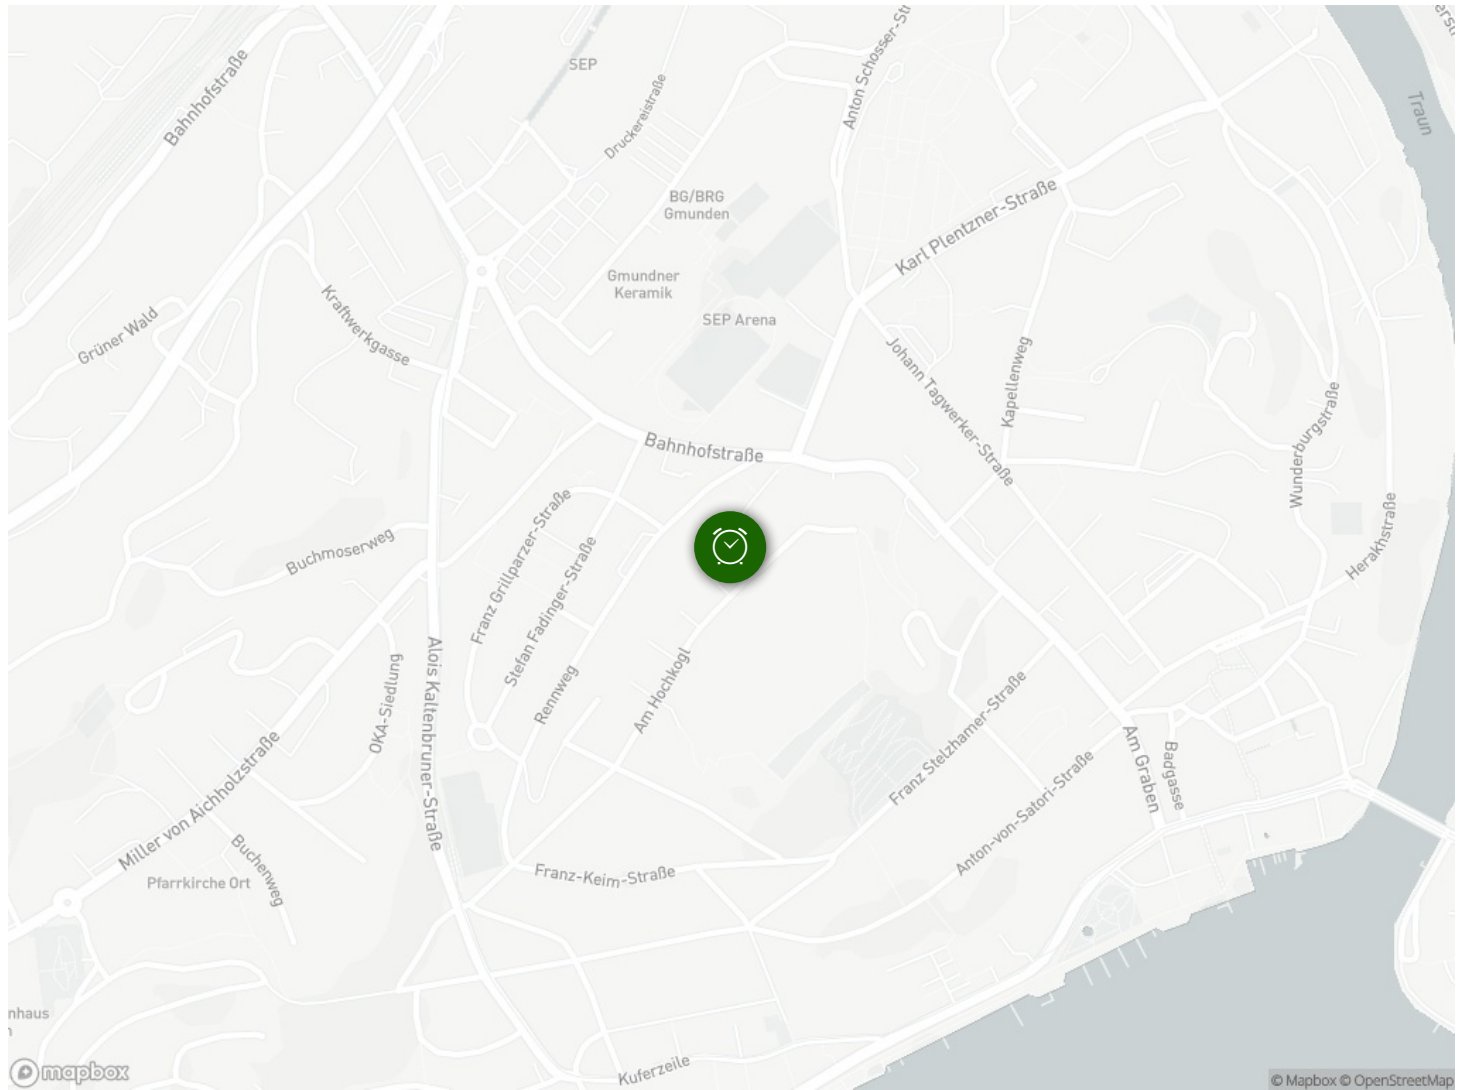 Bahnhofstraße
SEP
Druckereistraße
Anton Schosser-St
Traun
BG/BRG
Gmunden
Karl Plentzner-Straße
Gmundner
Keramik
SEP Arena
Grüner Wald
Kraftwerkgasse
Johann Tagwerker-Straße
Kapellenweg
Wunderburgstraße
Bahnhofstraße
Herakhstraße
Buchmoserweg
Franz Grillparzer-Straße
Stefan Fadinger-Straße
Alois Kaltenbruner-Straße
OKA-Siedlung
Rennweg
Am Hochkogl
Franz Stelzhamer-Straße
Am Graben
Badgasse
Anton-von-Satori-Straße
Miller von Aichholzstraße
Buchenweg
Pfarrkirche Ort
Franz-Keim-Straße
nhaus
Kuferzeile
mapbox
© Mapbox © OpenStreetMap